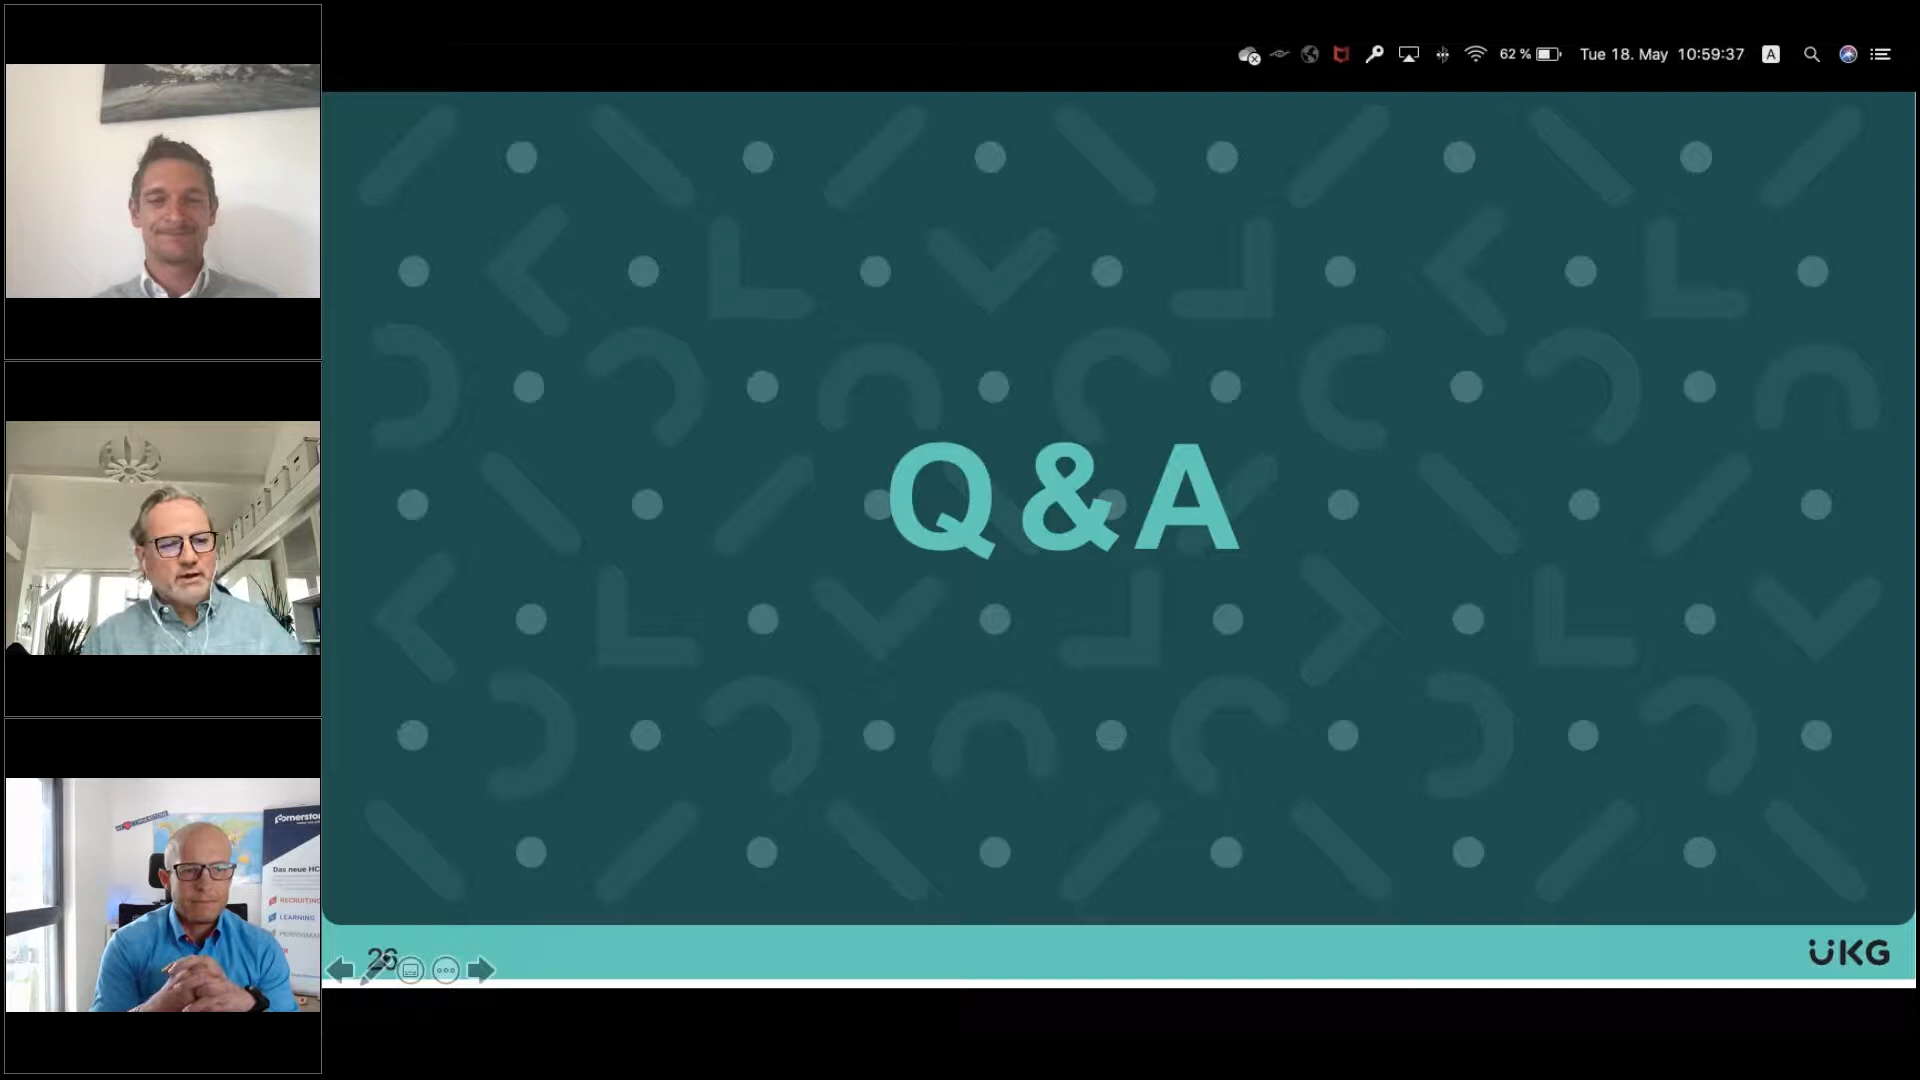 62 % Tue 18. May 10:59:37 A
Q&A
26
UKG
Das neue HC
RECRUITING
LEARNING